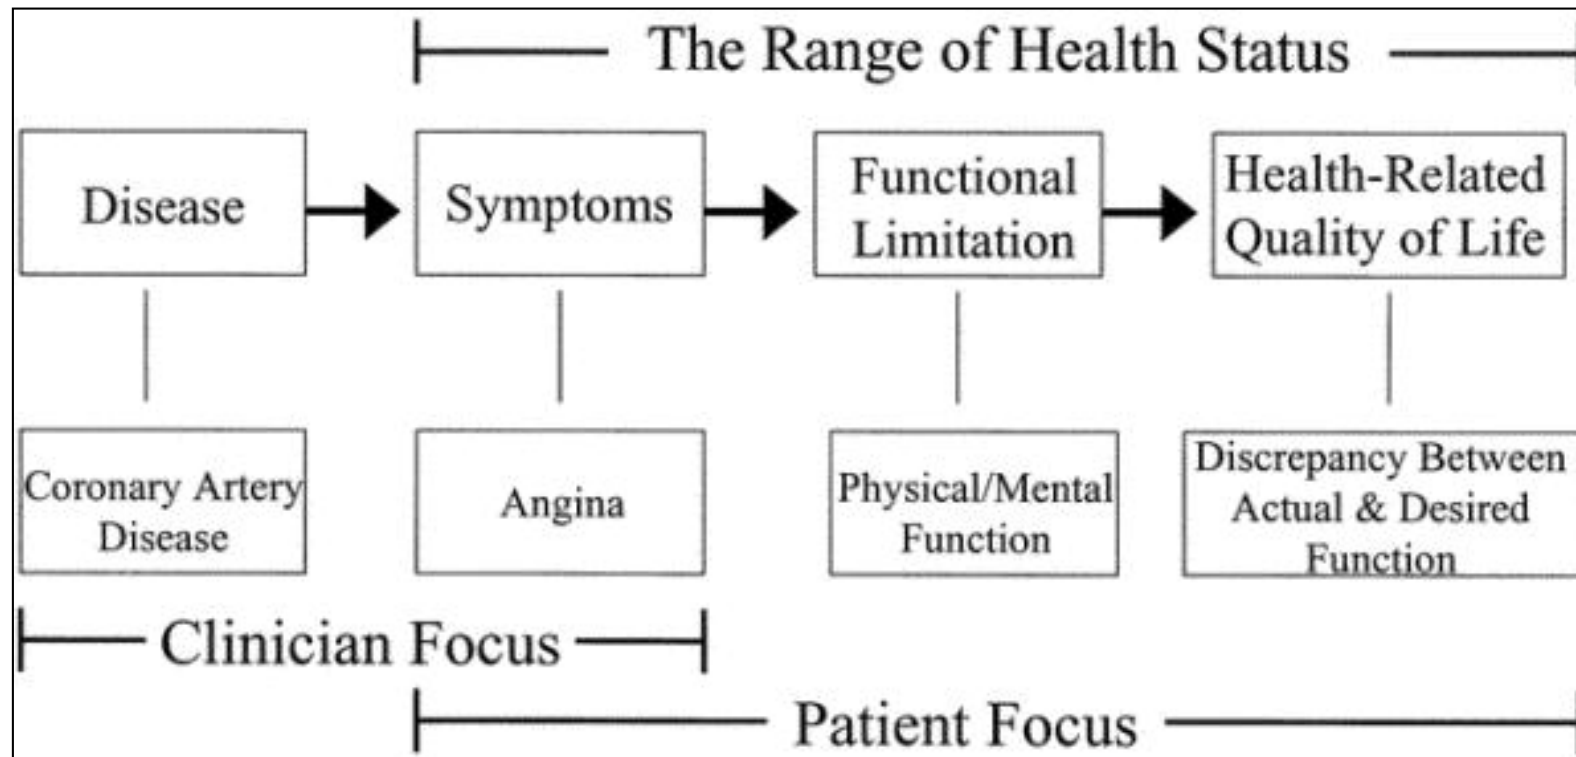 The Range of Health Status
Disease
Symptoms
Functional
Limitation
Health-Related
Quality of Life
Coronary Artery
Disease
Angina
Physical/Mental
Function
Discrepancy Between
Actual & Desired
Function
Clinician Focus
Patient Focus